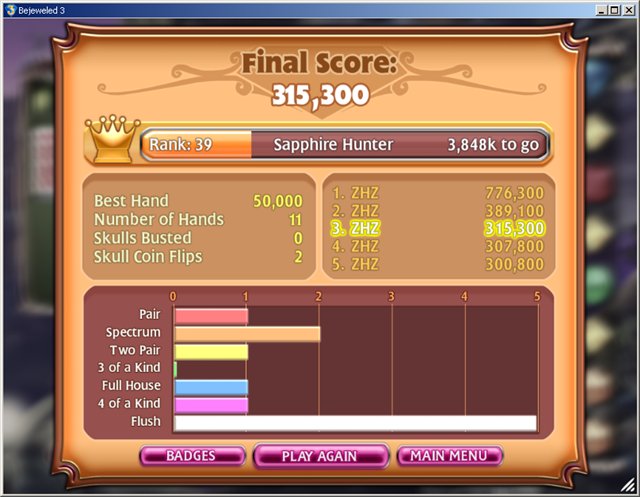 Bejeweled 3
Final Score:
315,300
Rank: 39 Sapphire Hunter 3,848k to go
Best Hand 50,000
Number of Hands 11
Skulls Busted 0
Skull Coin Flips 2
1. ZHZ 776,300
2. ZHZ 389,100
3. ZHZ 315,300
4. ZHZ 307,800
5. ZHZ 300,800
0 1 2 3 4 5
Pair
Spectrum
Two Pair
3 of a Kind
Full House
4 of a Kind
Flush
BADGES PLAY AGAIN MAIN MENU